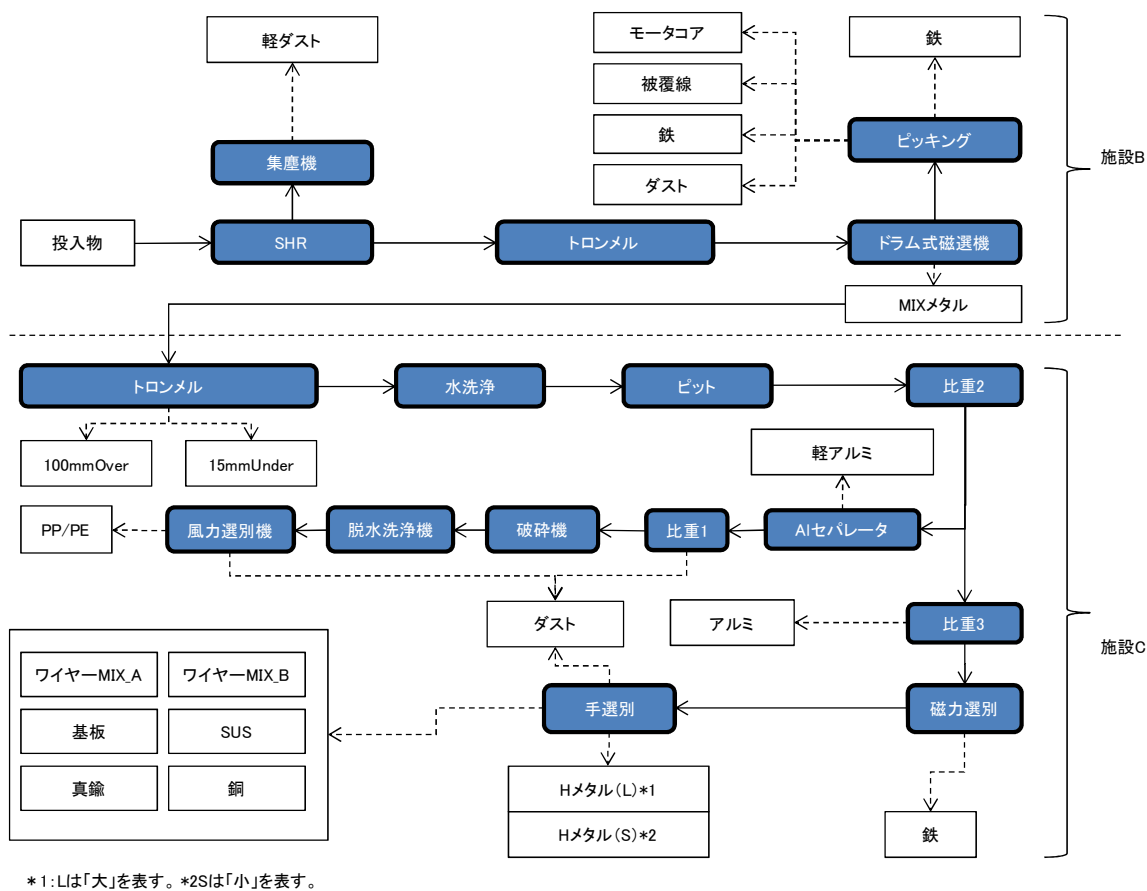 軽ダスト
モータコア
鉄
被覆線
鉄
集塵機
ピッキング
ダスト
施設B
投入物
SHR
トロンメル
ドラム式磁選機
MIXメタル
トロンメル
水洗浄
ピット
比重2
100mmOver
15mmUnder
軽アルミ
PP/PE
風力選別機
脱水洗浄機
破砕機
比重1
AIセパレータ
ダスト
アルミ
比重3
施設C
ワイヤーMIX_A
ワイヤーMIX_B
手選別
磁力選別
基板
SUS
真鍮
銅
Hメタル(L)*1
Hメタル(S)*2
鉄
*1:Lは「大」を表す。*2Sは「小」を表す。